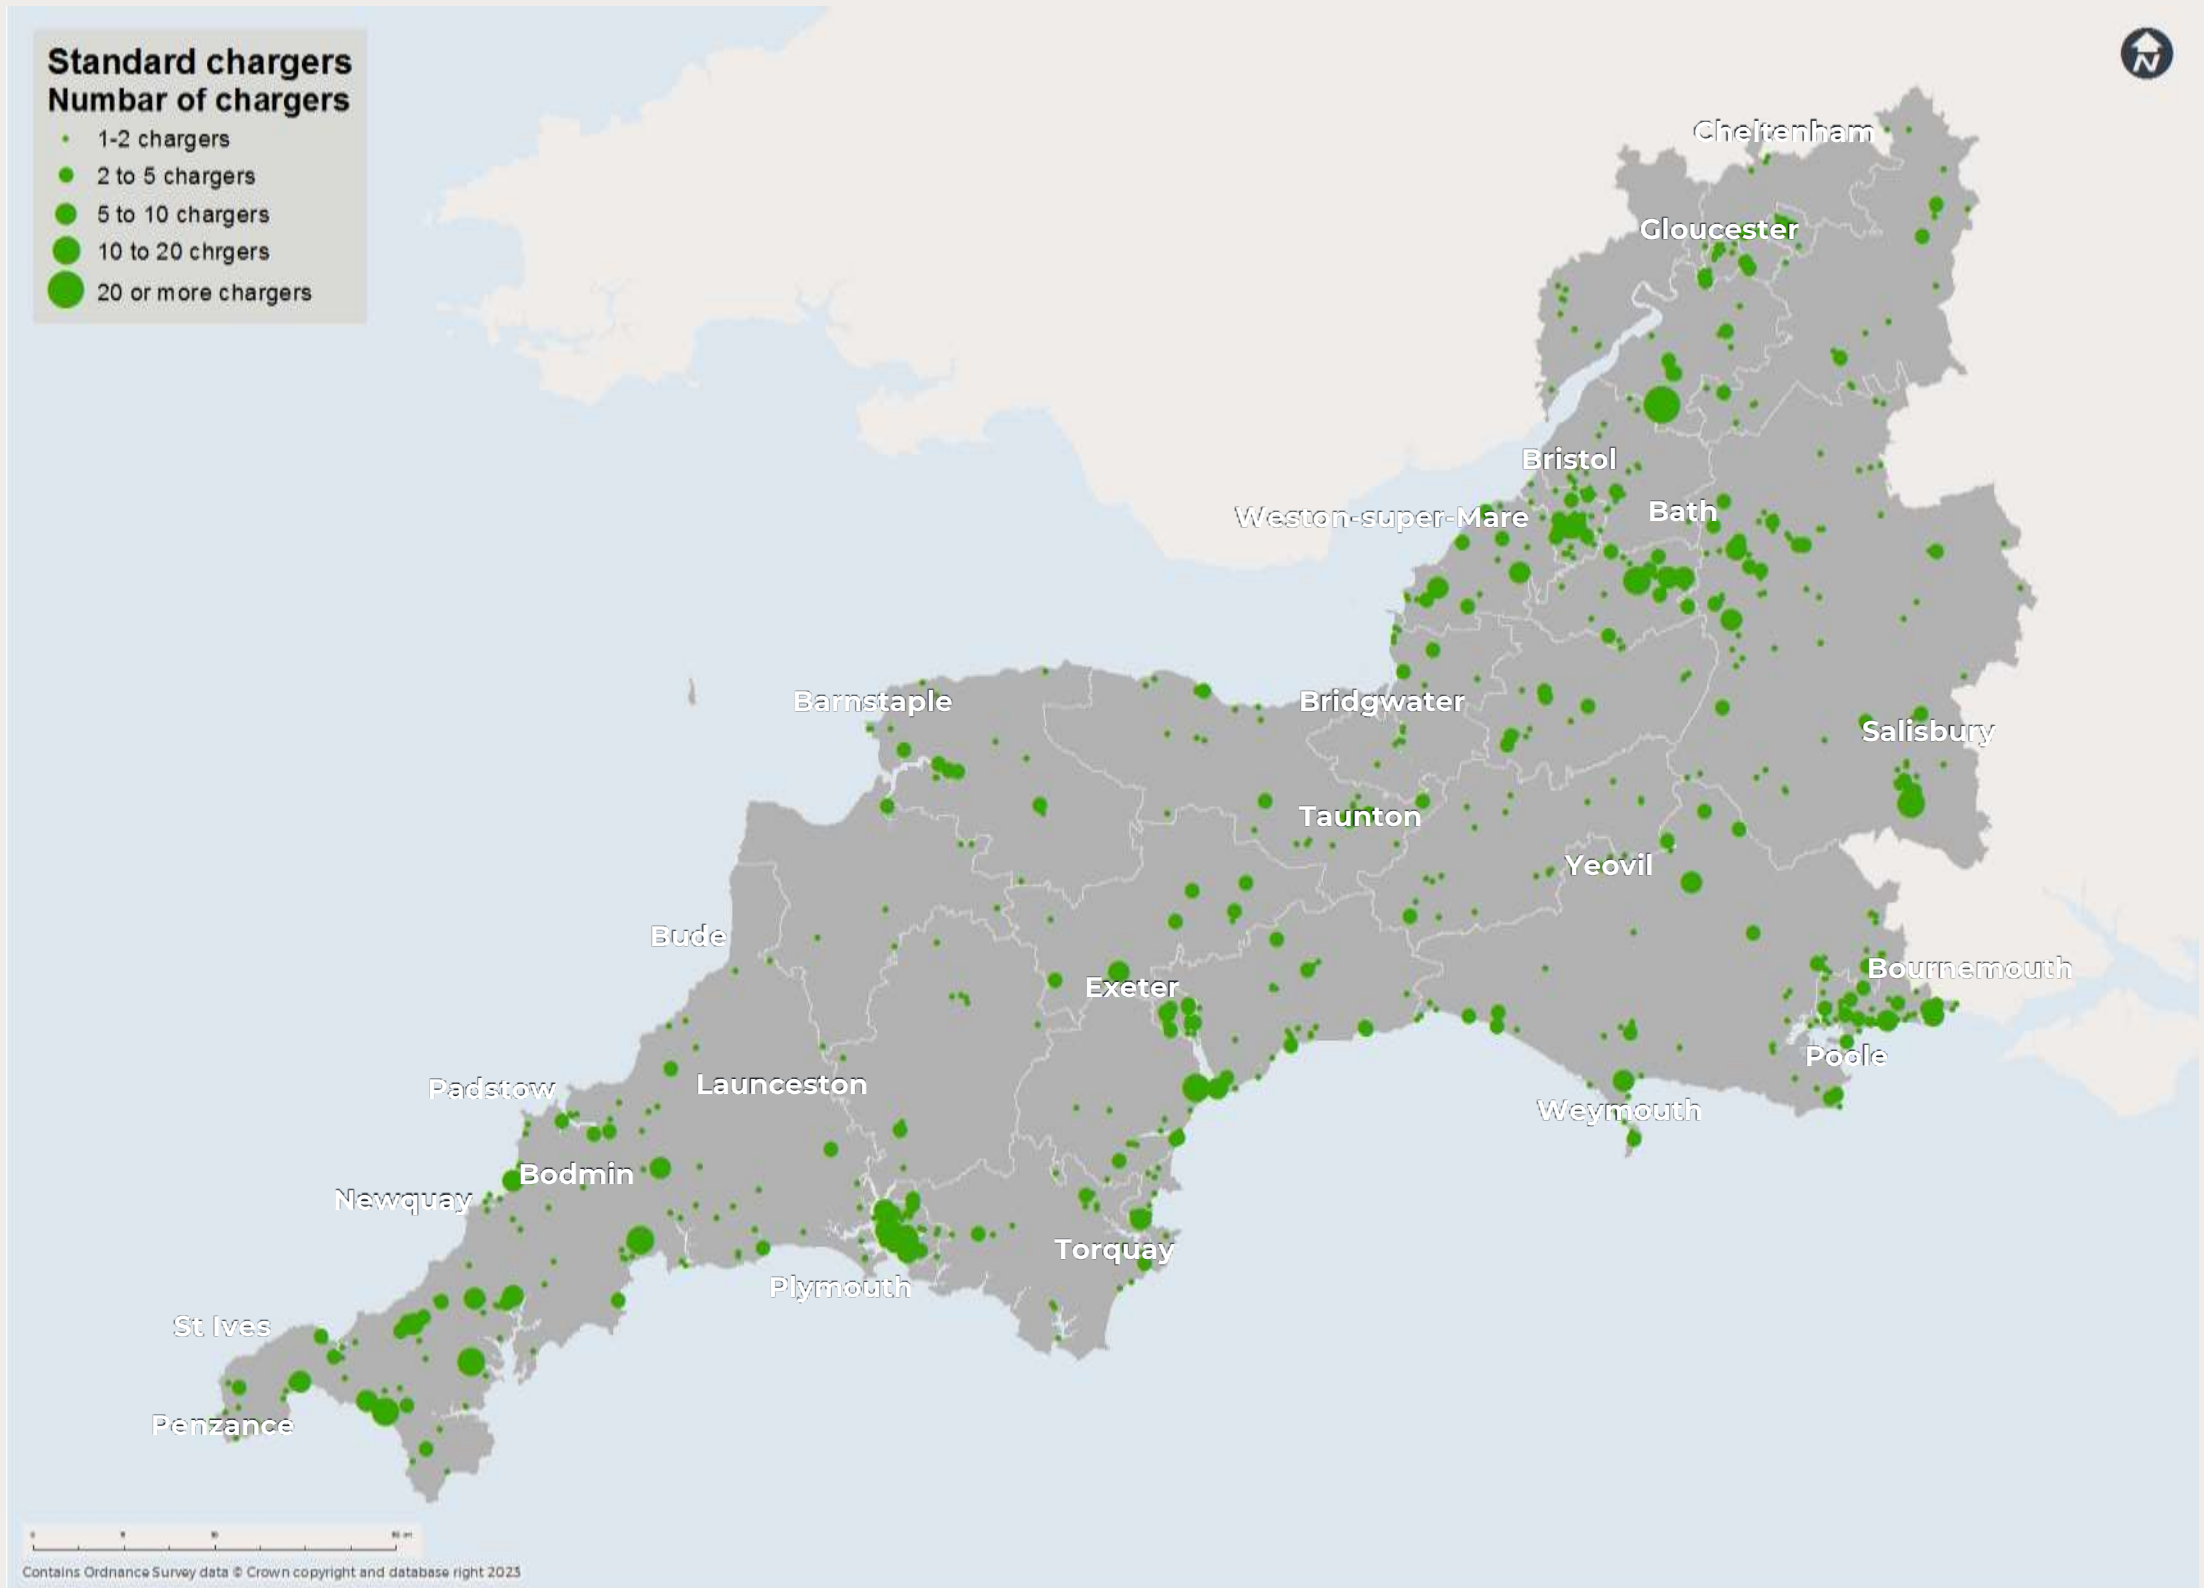 Standard chargers
Numbar of chargers
1-2 chargers
2 to 5 chargers
5 to 10 chargers
10 to 20 chrgers
20 or more chargers
N
Cheltenham
Gloucester
Bristol
Bath
Weston-super-Mare
Barnstaple
Bridgwater
Salisbury
Taunton
Yeovil
Bude
Bournemouth
Exeter
Poole
Launceston
Padstow
Weymouth
Bodmin
Newquay
Torquay
Plymouth
St Ives
Penzance
Contains Ordnance Survey data © Crown copyright and database right 2023